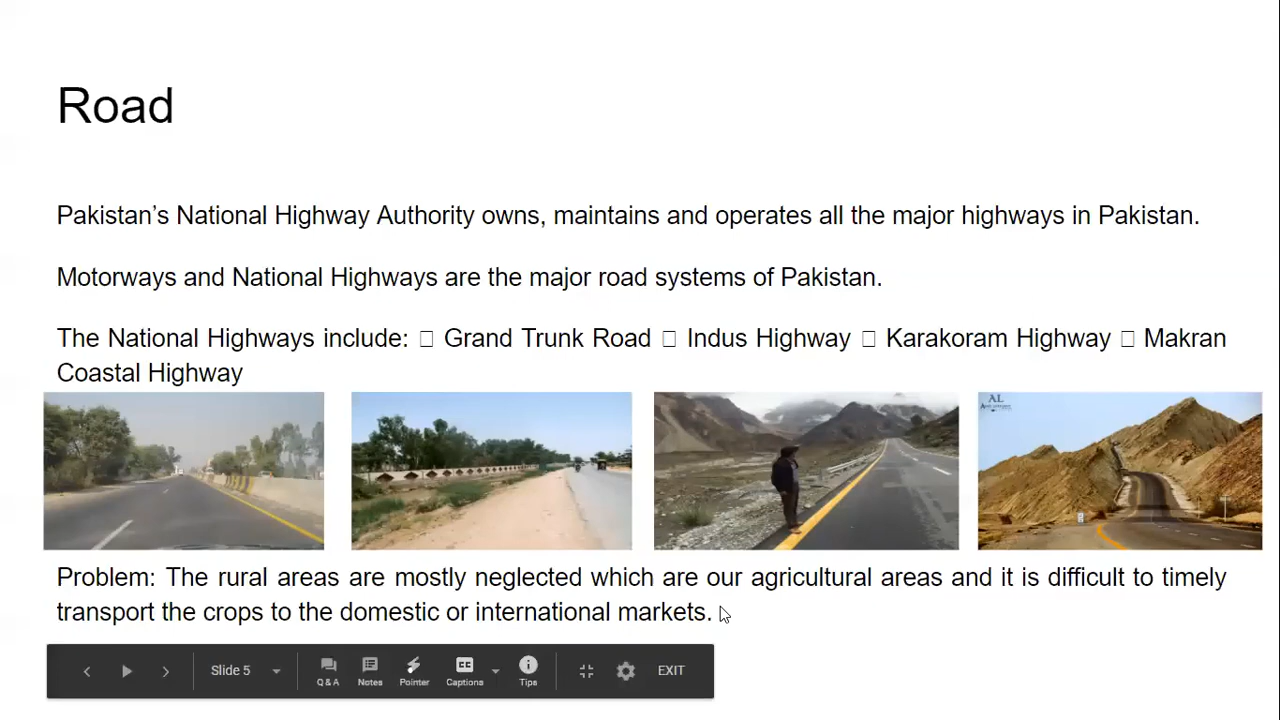 Road
Pakistan’s National Highway Authority owns, maintains and operates all the major highways in Pakistan.
Motorways and National Highways are the major road systems of Pakistan.
The National Highways include: □ Grand Trunk Road □ Indus Highway □ Karakoram Highway □ Makran
Coastal Highway
AL
Problem: The rural areas are mostly neglected which are our agricultural areas and it is difficult to timely
transport the crops to the domestic or international markets.
Slide 5
Q & A Notes Pointer Captions Tips
CC
EXIT